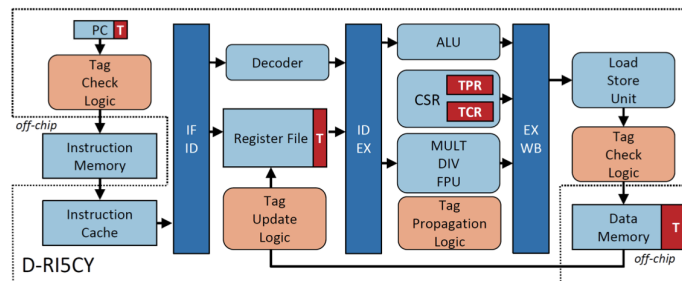 PC T
Tag
Check
Logic
off-chip
Instruction
Memory
Instruction
Cache
D-RI5CY
IF
ID
Decoder
Register File T
Tag
Update
Logic
ID
EX
ALU
CSR
TPR
TCR
MULT
DIV
FPU
Tag
Propagation
Logic
EX
WB
Load
Store
Unit
Tag
Check
Logic
Data
Memory
T
off-chip